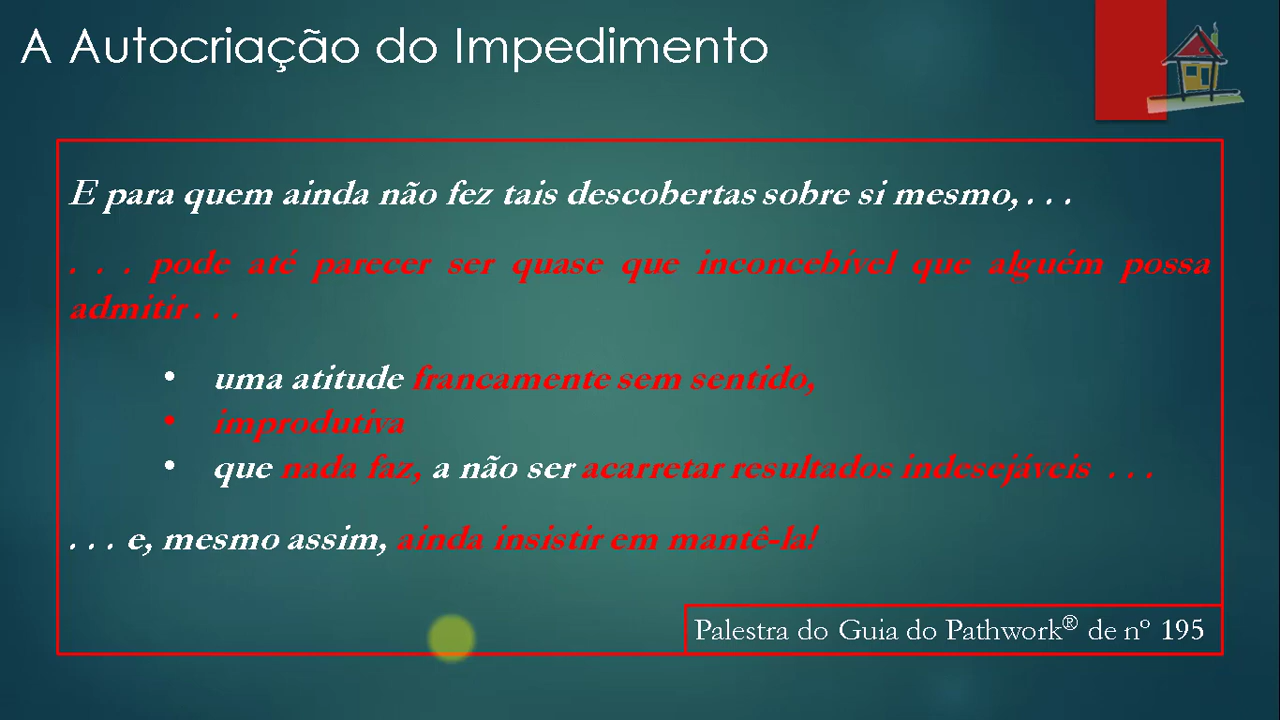 A Autocriação do Impedimento
E para quem ainda não fez tais descobertas sobre si mesmo, . . .
. . . pode até parecer ser quase que inconcebível que alguém possa
admitir . . .
• uma atitude francamente sem sentido,
• improdutiva
• que nada faz, a não ser acarretar resultados indesejáveis . . .
. . . e, mesmo assim, ainda insistir em mantê-la!
Palestra do Guia do Pathwork® de nº 195